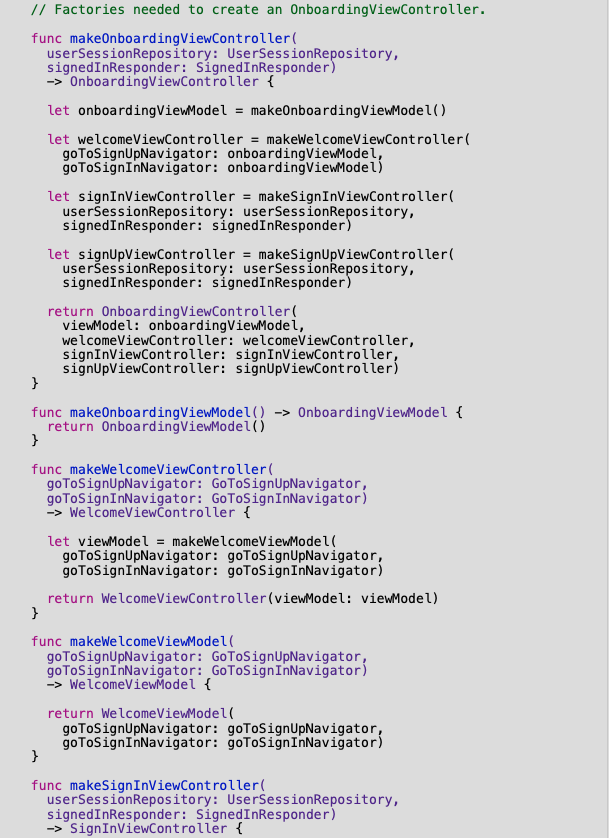 // Factories needed to create an OnboardingViewController.
func makeOnboardingViewController(
userSessionRepository: UserSessionRepository,
signedInResponder: SignedInResponder)
-> OnboardingViewController {
let onboardingViewModel = makeOnboardingViewModel()
let welcomeViewController = makeWelcomeViewController(
goToSignUpNavigator: onboardingViewModel,
goToSignInNavigator: onboardingViewModel)
let signInViewController = makeSignInViewController(
userSessionRepository: userSessionRepository,
signedInResponder: signedInResponder)
let signUpViewController = makeSignUpViewController(
userSessionRepository: userSessionRepository,
signedInResponder: signedInResponder)
return OnboardingViewController(
viewModel: onboardingViewModel,
welcomeViewController: welcomeViewController,
signInViewController: signInViewController,
signUpViewController: signUpViewController)
}
func makeOnboardingViewModel() -> OnboardingViewModel {
return OnboardingViewModel()
}
func makeWelcomeViewController(
goToSignUpNavigator: GoToSignUpNavigator,
goToSignInNavigator: GoToSignInNavigator)
-> WelcomeViewController {
let viewModel = makeWelcomeViewModel(
goToSignUpNavigator: goToSignUpNavigator,
goToSignInNavigator: goToSignInNavigator)
return WelcomeViewController(viewModel: viewModel)
}
func makeWelcomeViewModel(
goToSignUpNavigator: GoToSignUpNavigator,
goToSignInNavigator: GoToSignInNavigator)
-> WelcomeViewModel {
return WelcomeViewModel(
goToSignUpNavigator: goToSignUpNavigator,
goToSignInNavigator: goToSignInNavigator)
}
func makeSignInViewController(
userSessionRepository: UserSessionRepository,
signedInResponder: SignedInResponder)
-> SignInViewController {